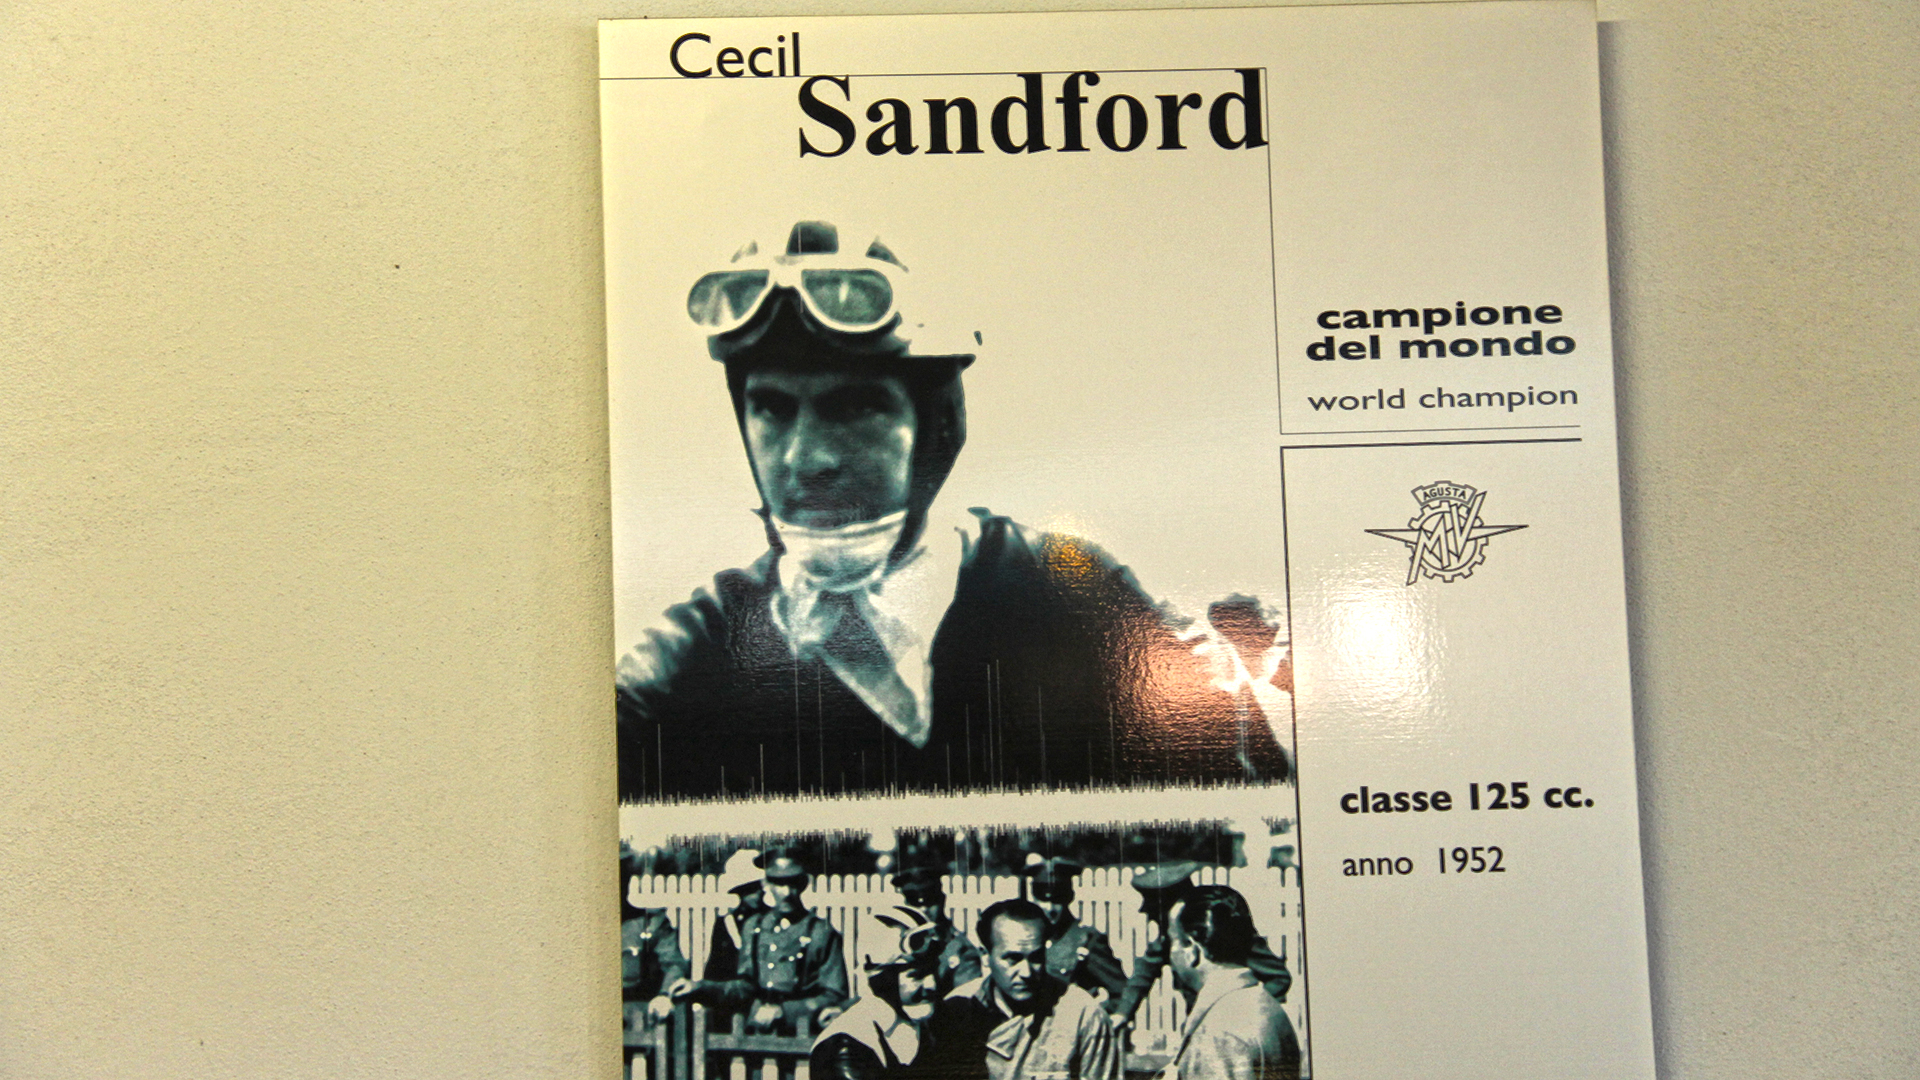 Cecil
Sandford
campione
del mondo
world champion
AGUSTA
MV
classe 125 cc.
anno 1952